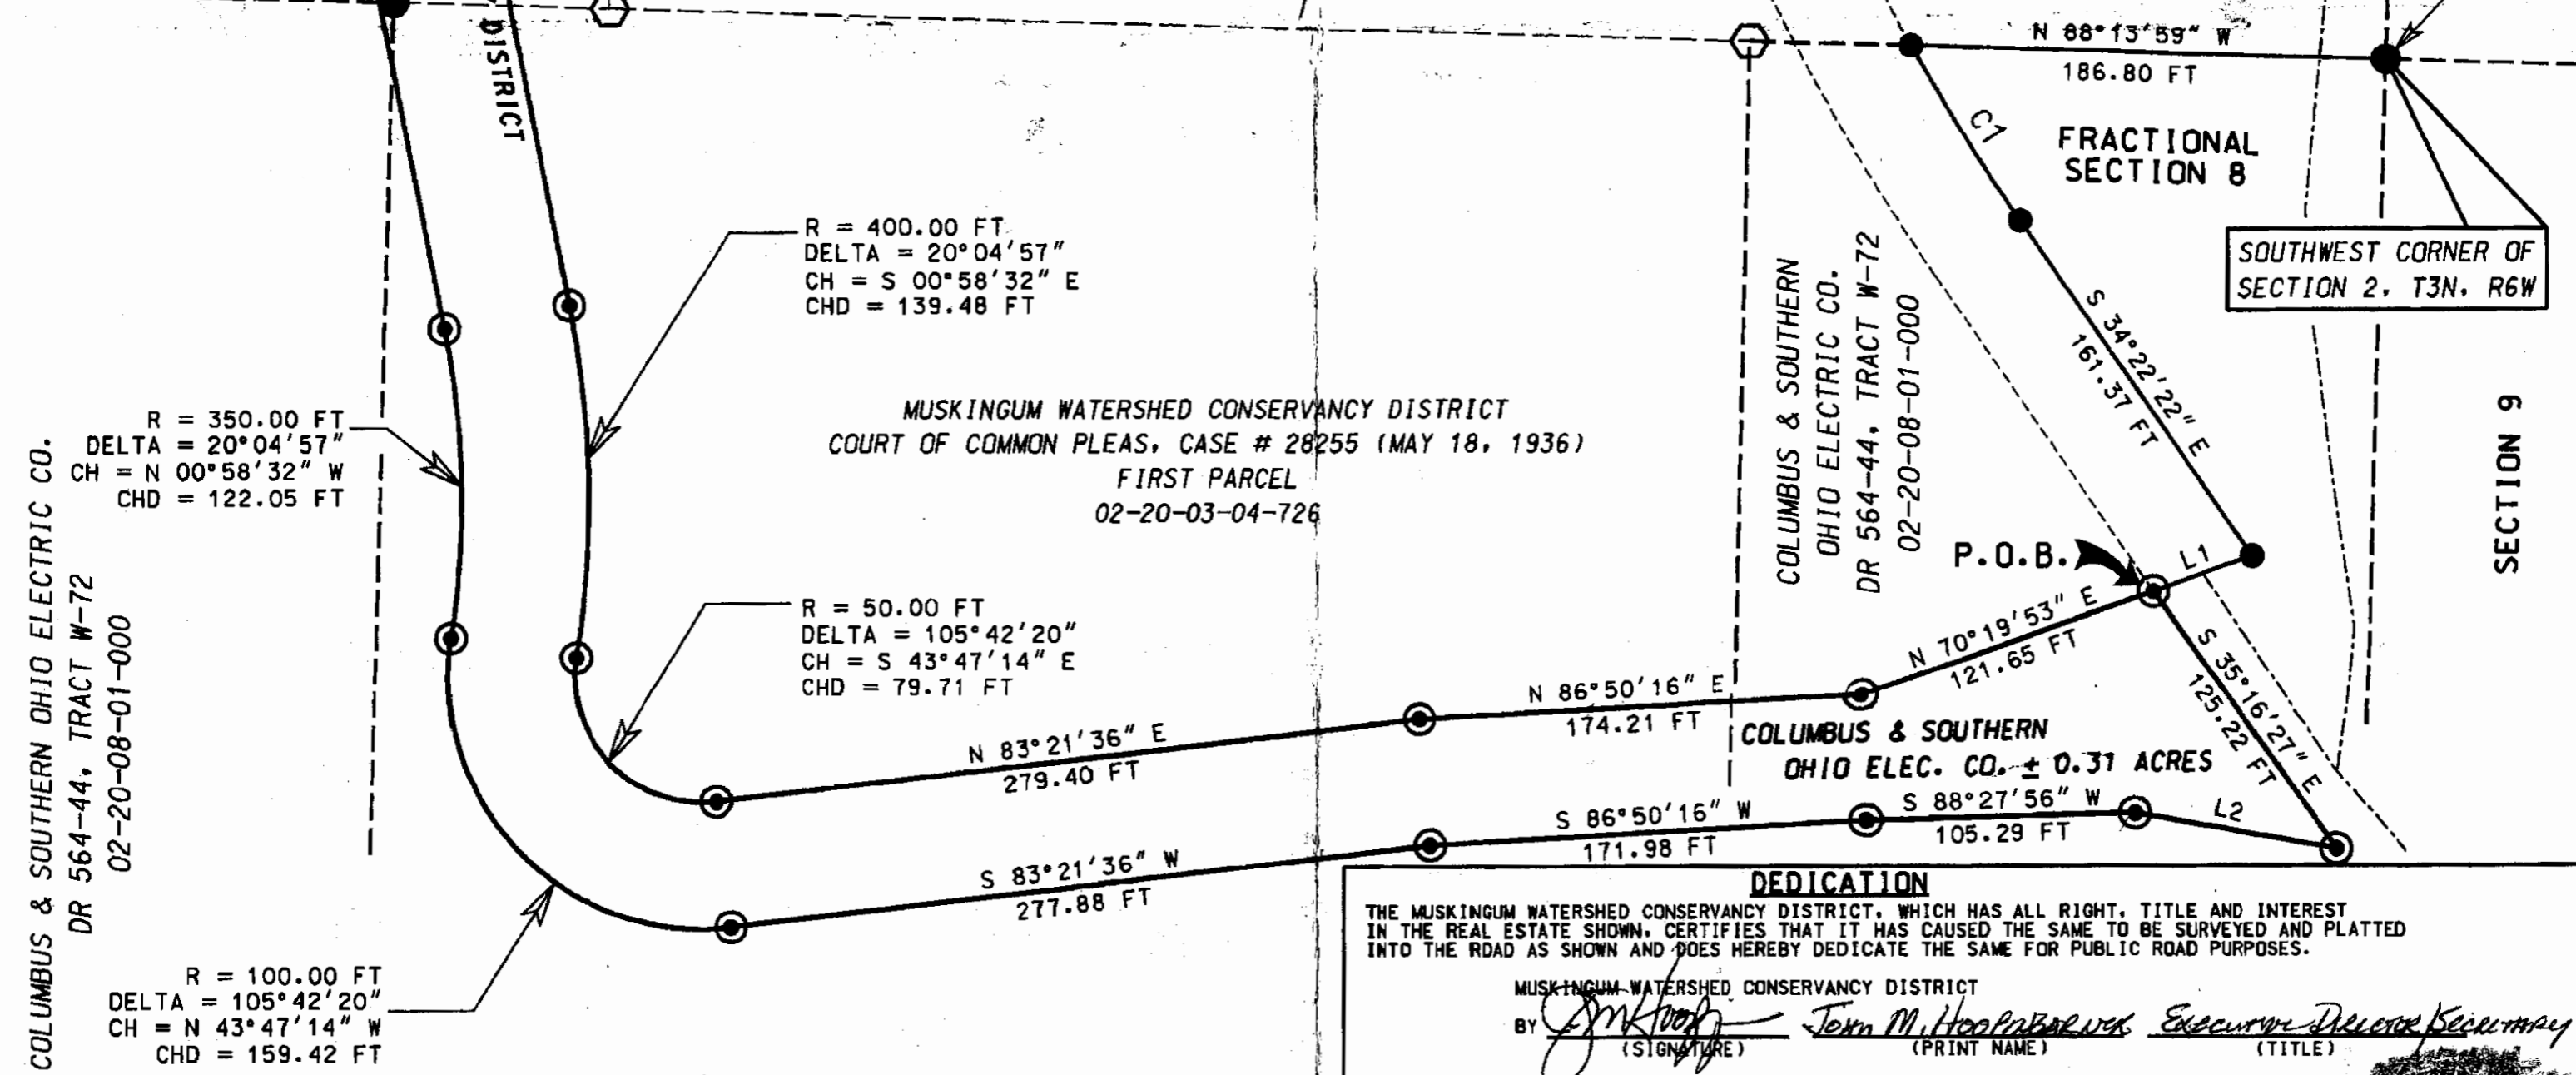 DISTRICT
N 88°13'59" W
186.80 FT
C1
FRACTIONAL
SECTION 8
SOUTHWEST CORNER OF
SECTION 2, T3N, R6W
R = 400.00 FT
DELTA = 20°04'57"
CH = S 00°58'32" E
CHD = 139.48 FT
S 34°22'22" E
161.37 FT
COLUMBUS & SOUTHERN
OHIO ELECTRIC CO.
DR 564-44, TRACT W-72
02-20-08-01-000
SECTION 9
R = 350.00 FT
DELTA = 20°04'57"
CH = N 00°58'32" W
CHD = 122.05 FT
MUSKINGUM WATERSHED CONSERVANCY DISTRICT
COURT OF COMMON PLEAS, CASE # 28255 (MAY 18, 1936)
FIRST PARCEL
02-20-03-04-726
COLUMBUS & SOUTHERN OHIO ELECTRIC CO.
DR 564-44, TRACT W-72
02-20-08-01-000
P.O.B.
L1
R = 50.00 FT
DELTA = 105°42'20"
CH = S 43°47'14" E
CHD = 79.71 FT
N 70°19'53" E
121.65 FT
S 35°16'27" E
125.22 FT
N 86°50'16" E
174.21 FT
N 83°21'36" E
279.40 FT
COLUMBUS & SOUTHERN
OHIO ELEC. CO. ± 0.31 ACRES
S 88°27'56" W
105.29 FT
L2
S 86°50'16" W
171.98 FT
S 83°21'36" W
277.88 FT
R = 100.00 FT
DELTA = 105°42'20"
CH = N 43°47'14" W
CHD = 159.42 FT
DEDICATION
THE MUSKINGUM WATERSHED CONSERVANCY DISTRICT, WHICH HAS ALL RIGHT, TITLE AND INTEREST
IN THE REAL ESTATE SHOWN, CERTIFIES THAT IT HAS CAUSED THE SAME TO BE SURVEYED AND PLATTED
INTO THE ROAD AS SHOWN AND DOES HEREBY DEDICATE THE SAME FOR PUBLIC ROAD PURPOSES.
MUSKINGUM WATERSHED CONSERVANCY DISTRICT
BY John M. Executive Director/Secretary
(SIGNATURE) (PRINT NAME) (TITLE)